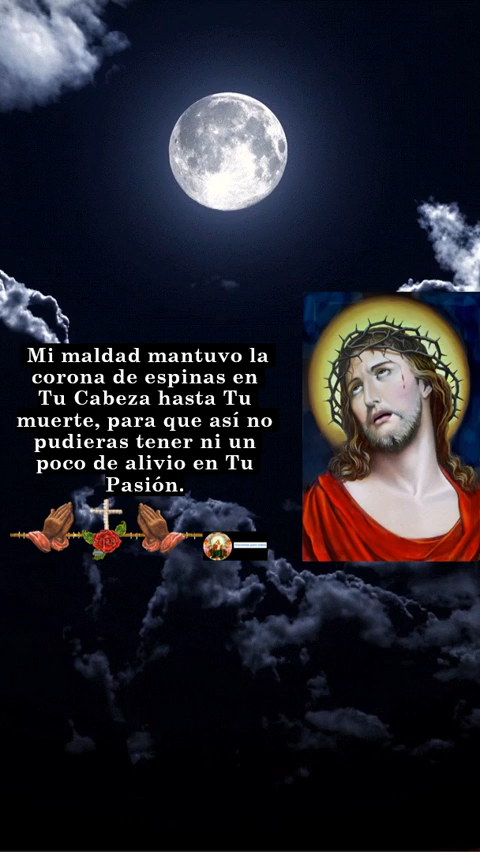 Mi maldad mantuvo la
corona de espinas en
Tu Cabeza hasta Tu
muerte, para que así no
pudieras tener ni un
poco de alivio en Tu
Pasión.